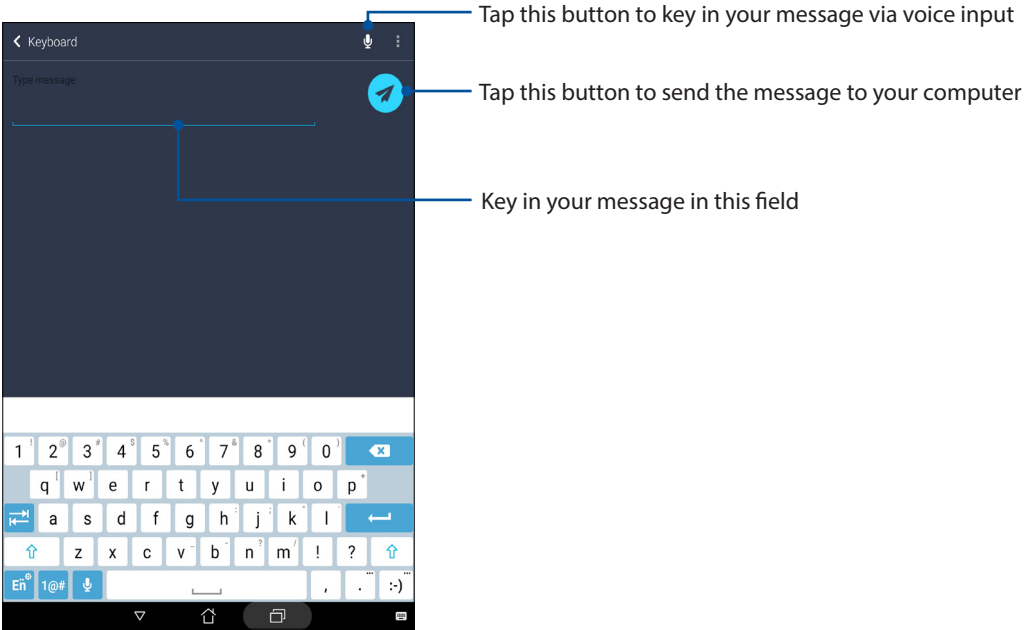 Tap this button to key in your message via voice input
Keyboard
Type message
Tap this button to send the message to your computer
Key in your message in this field
1 ! 2 @ 3 # 4 $ 5 % 6 ^ 7 & 8 * 9 ( 0 )
q [ w ] e r t y u i o p +
a s d f g h : j ; k " l '
z x c v - b - n ? m / ! ?
En 1@# , . ... :-) ...